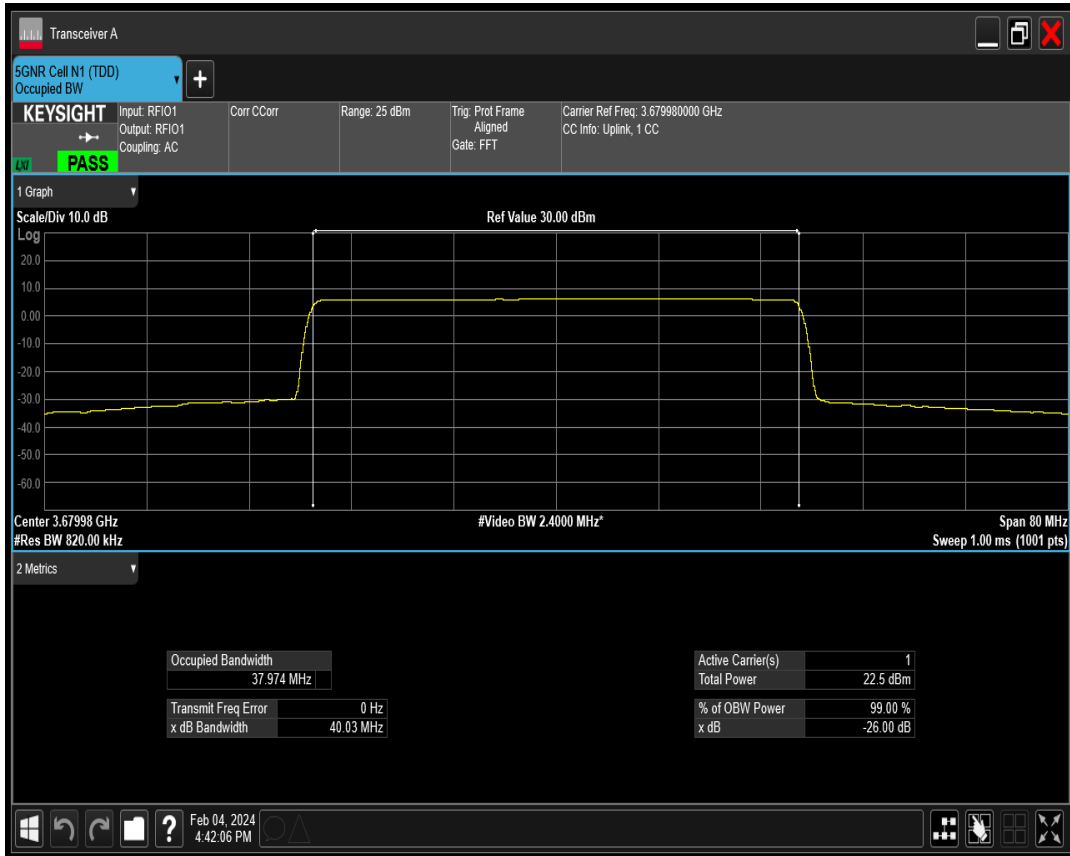 Transceiver A
5GNR Cell N1 (TDD)
Occupied BW
+
KEYSIGHT
LXI
PASS
Input: RFIO1
Output: RFIO1
Coupling: AC
Corr CCorr
Range: 25 dBm
Trig: Prot Frame
Aligned
Gate: FFT
Carrier Ref Freq: 3.679980000 GHz
CC Info: Uplink, 1 CC
1 Graph
Scale/Div 10.0 dB
Ref Value 30.00 dBm
Log
20.0
10.0
0.00
-10.0
-20.0
-30.0
-40.0
-50.0
-60.0
Center 3.67998 GHz
#Video BW 2.4000 MHz*
Span 80 MHz
#Res BW 820.00 kHz
Sweep 1.00 ms (1001 pts)
2 Metrics
Occupied Bandwidth
37.974 MHz
Transmit Freq Error 0 Hz
x dB Bandwidth 40.03 MHz
Active Carrier(s) 1
Total Power 22.5 dBm
% of OBW Power 99.00 %
x dB -26.00 dB
?
Feb 04, 2024
4:42:06 PM